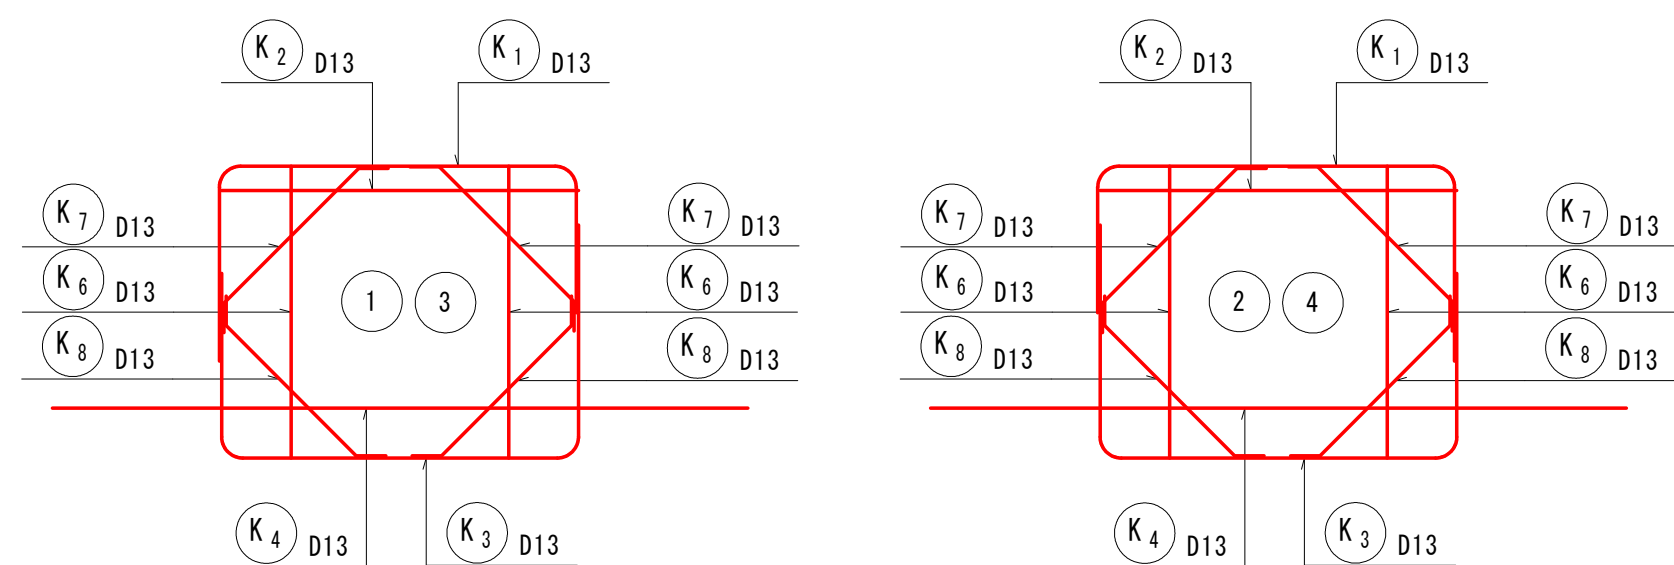 K2 D13 K1 D13 K2 D13 K1 D13
K7 D13 K7 D13 K7 D13 K7 D13
K6 D13 1 3 K6 D13 K6 D13 2 4 K6 D13
K8 D13 K8 D13 K8 D13 K8 D13
K4 D13 K3 D13 K4 D13 K3 D13